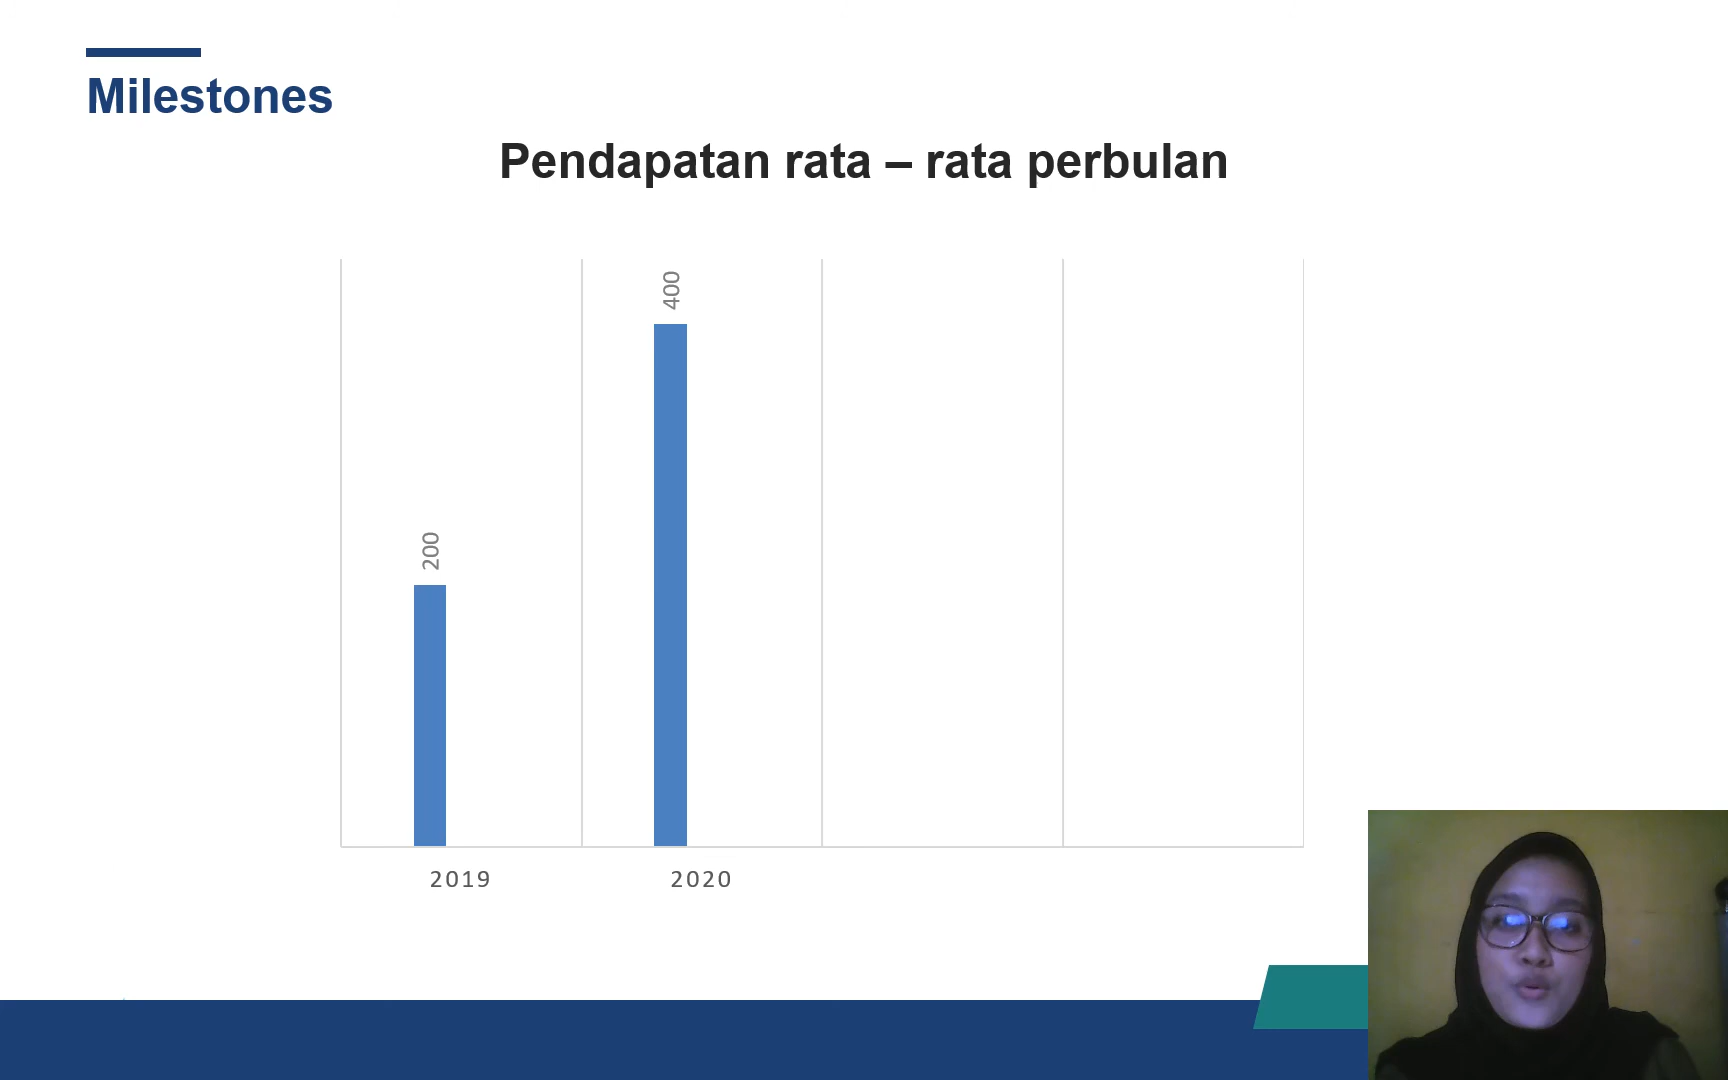 Milestones
Pendapatan rata – rata perbulan
200
400
2019
2020